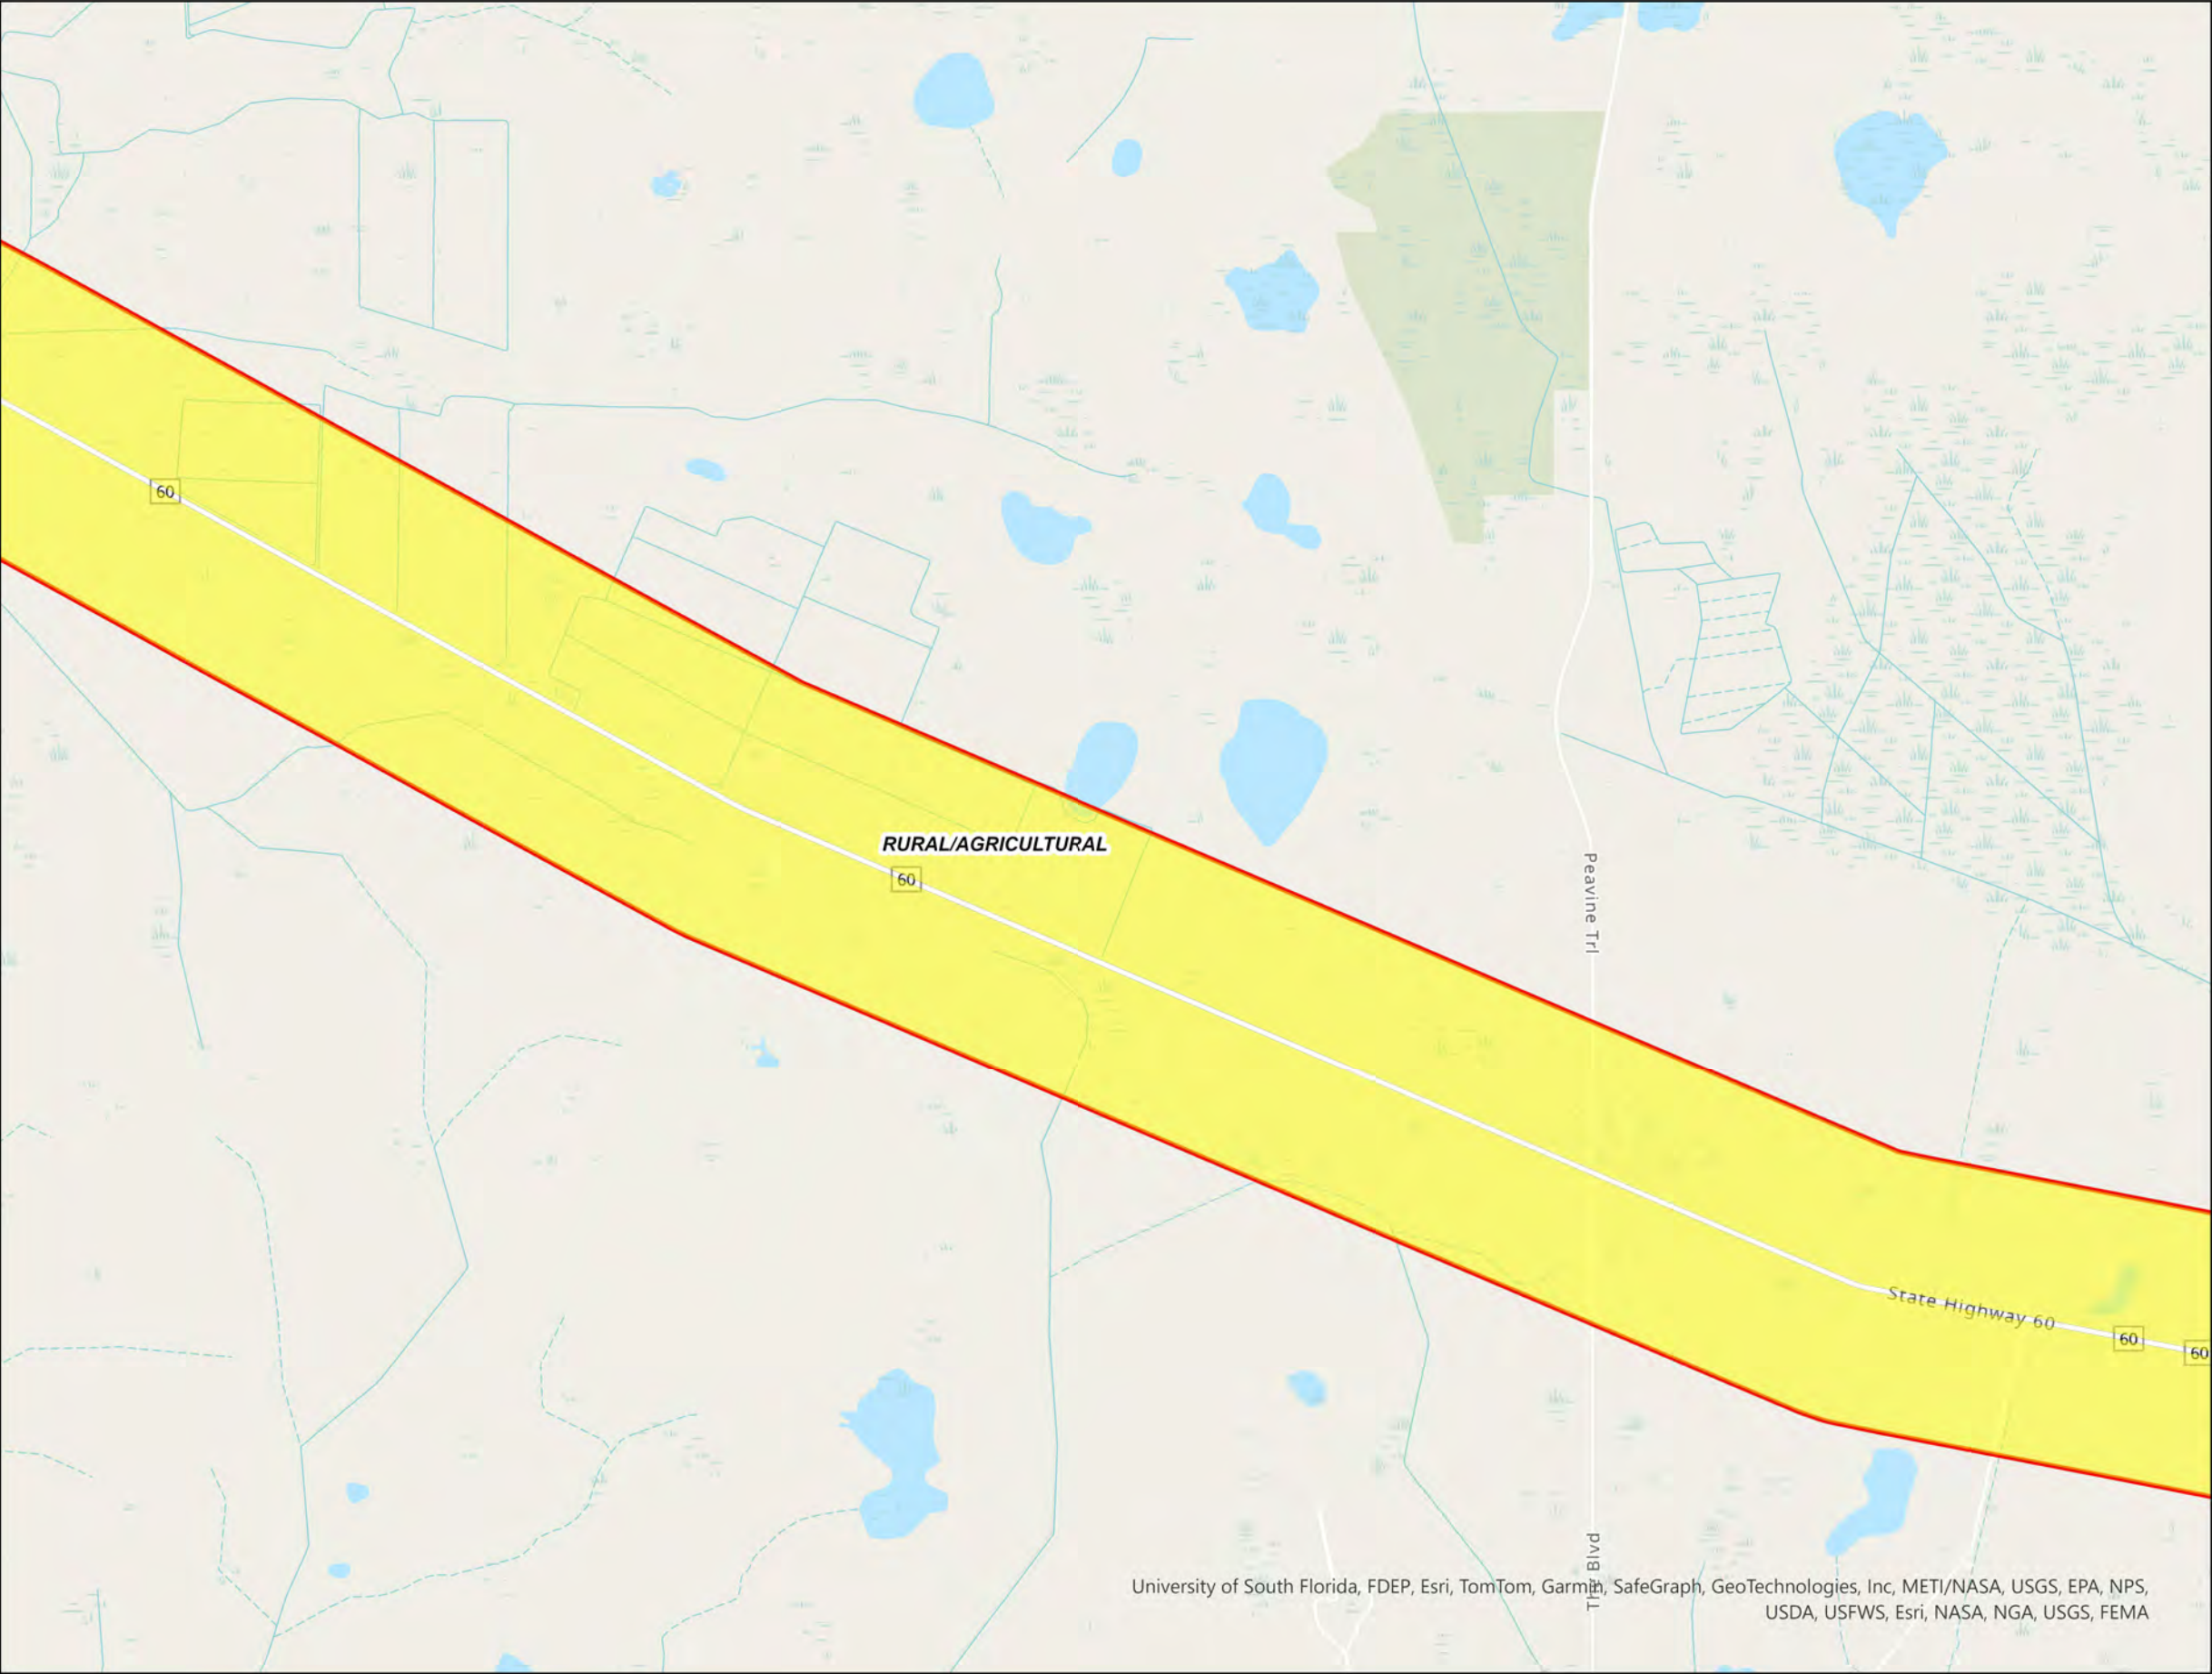 60
RURAL/AGRICULTURAL
60
Peavine Trl
State Highway 60
60
60
Blvd
University of South Florida, FDEP, Esri, TomTom, Garmin, SafeGraph, GeoTechnologies, Inc, METI/NASA, USGS, EPA, NPS,
USDA, USFWS, Esri, NASA, NGA, USGS, FEMA